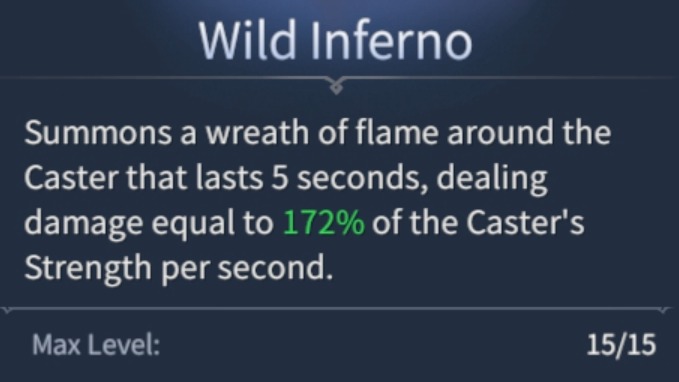 Wild Inferno
Summons a wreath of flame around the
Caster that lasts 5 seconds, dealing
damage equal to 172% of the Caster's
Strength per second.
Max Level: 15/15